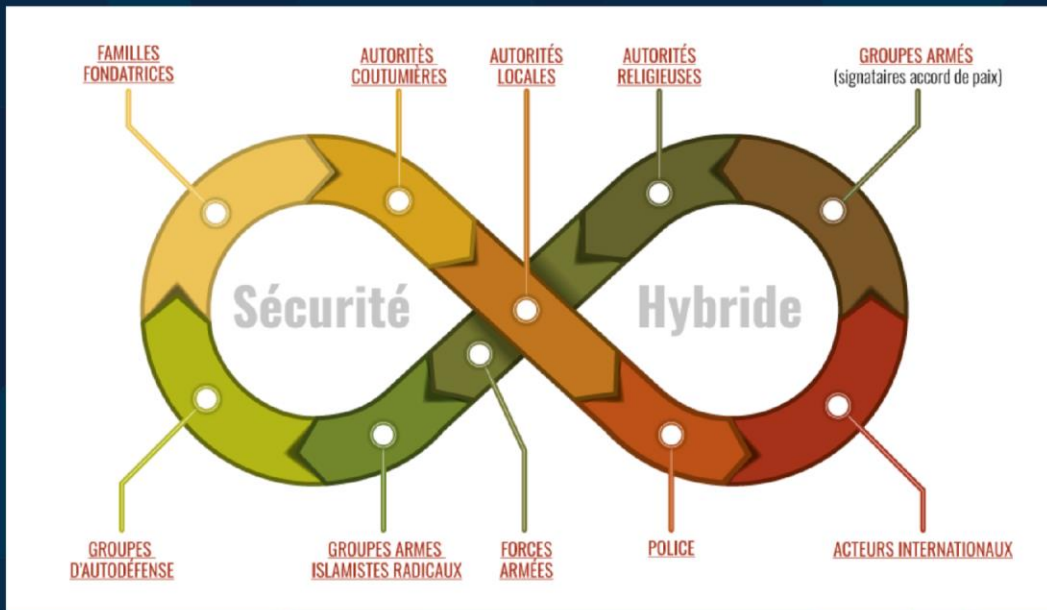 FAMILLES
FONDATRICES
AUTORITÈS
COUTUMIÈRES
AUTORITÉS
LOCALES
AUTORITÉS
RELIGIEUSES
GROUPES ARMÉS
(signataires accord de paix)
Sécurité
Hybride
GROUPES
D'AUTODÉFENSE
GROUPES ARMES
ISLAMISTES RADICAUX
FORCES
ARMÉES
POLICE
ACTEURS INTERNATIONAUX